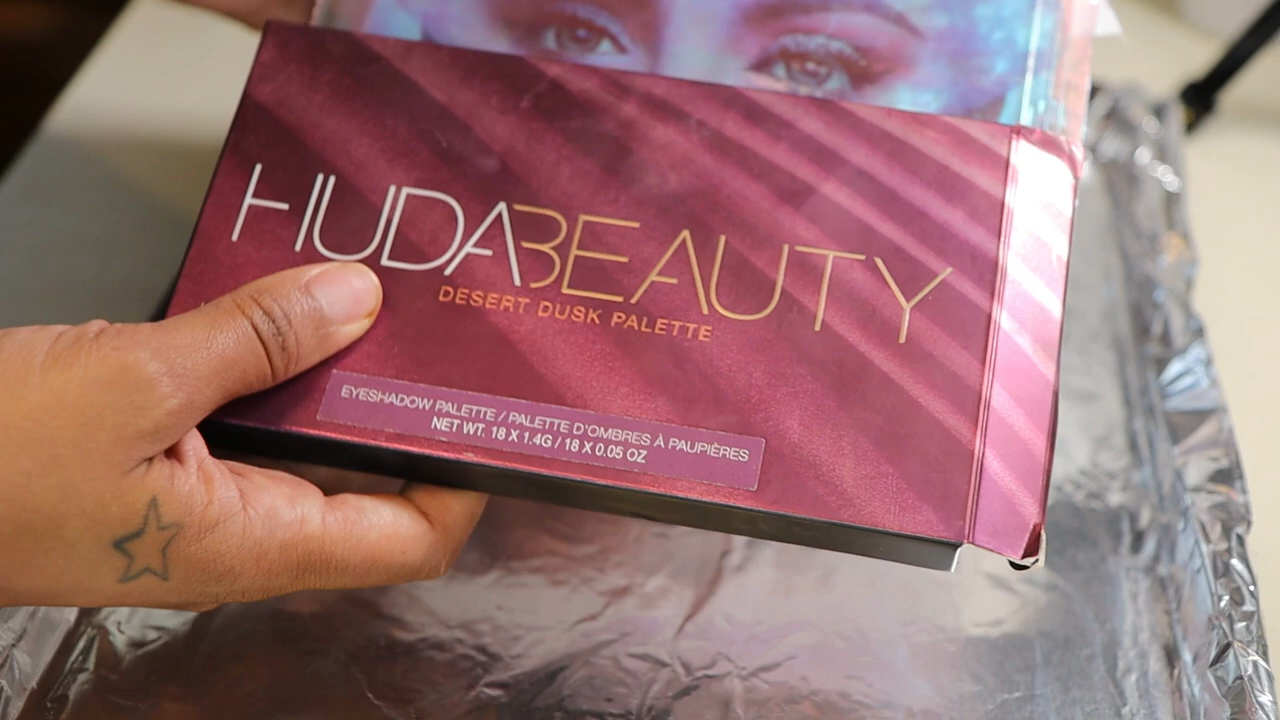 HUDABEAUTY
DESERT DUSK PALETTE
EYESHADOW PALETTE / PALETTE D'OMBRES À PAUPIÈRES
NET WT. 18 X 1.4G / 18 X 0.05 OZ